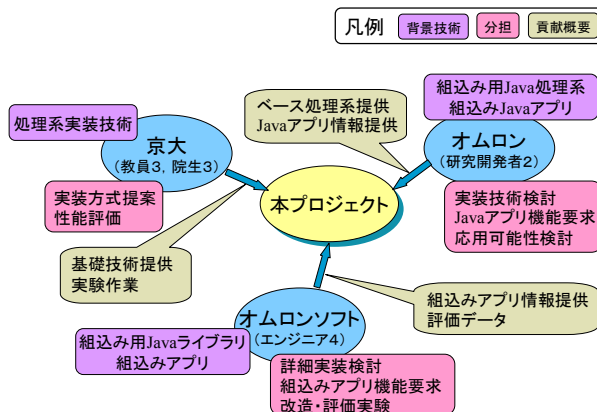 凡例
背景技術
分担
貢献概要
処理系実装技術
京大
(教員3, 院生3)
実装方式提案
性能評価
基礎技術提供
実験作業
ベース処理系提供
Javaアプリ情報提供
組込み用Java処理系
組込みJavaアプリ
オムロン
(研究開発者2)
実装技術検討
Javaアプリ機能要求
応用可能性検討
本プロジェクト
組込みアプリ情報提供
評価データ
オムロンソフト
(エンジニア4)
組込み用Javaライブラリ
組込みアプリ
詳細実装検討
組込みアプリ機能要求
改造・評価実験